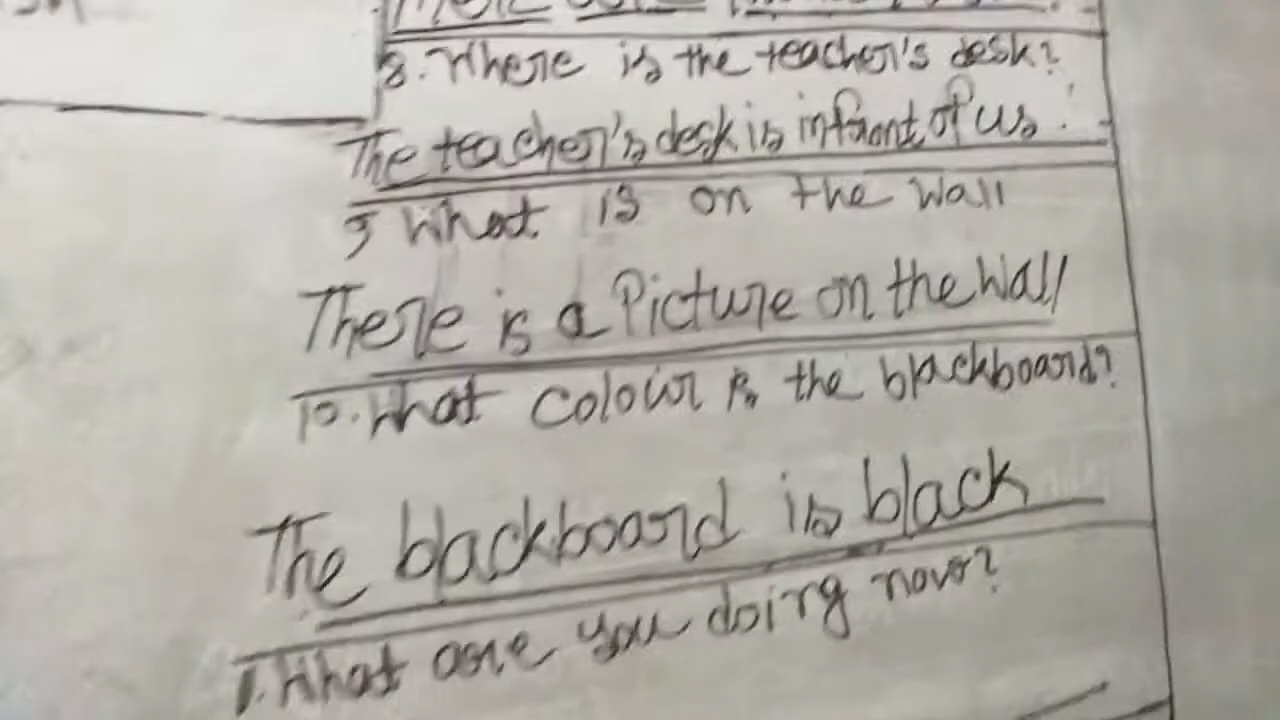 8. Where is the teacher's desk?
The teacher's desk is infront of us.
9 What is on the wall
There is a Picture on the Wall
10. What colour is the blackboard?
The blackboard is black
1. What are you doing now?